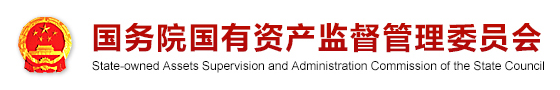 国务院国有资产监督管理委员会
State-owned Assets Supervision and Administration Commission of the State Council